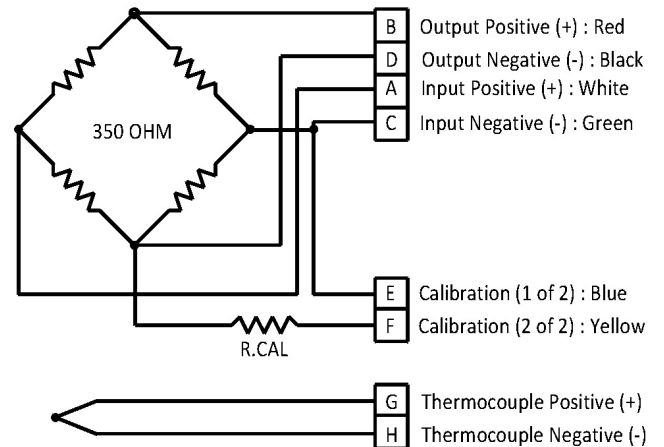 B Output Positive (+) : Red
D Output Negative (-) : Black
A Input Positive (+) : White
C Input Negative (-) : Green
350 OHM
E Calibration (1 of 2) : Blue
F Calibration (2 of 2) : Yellow
R.CAL
G Thermocouple Positive (+)
H Thermocouple Negative (-)